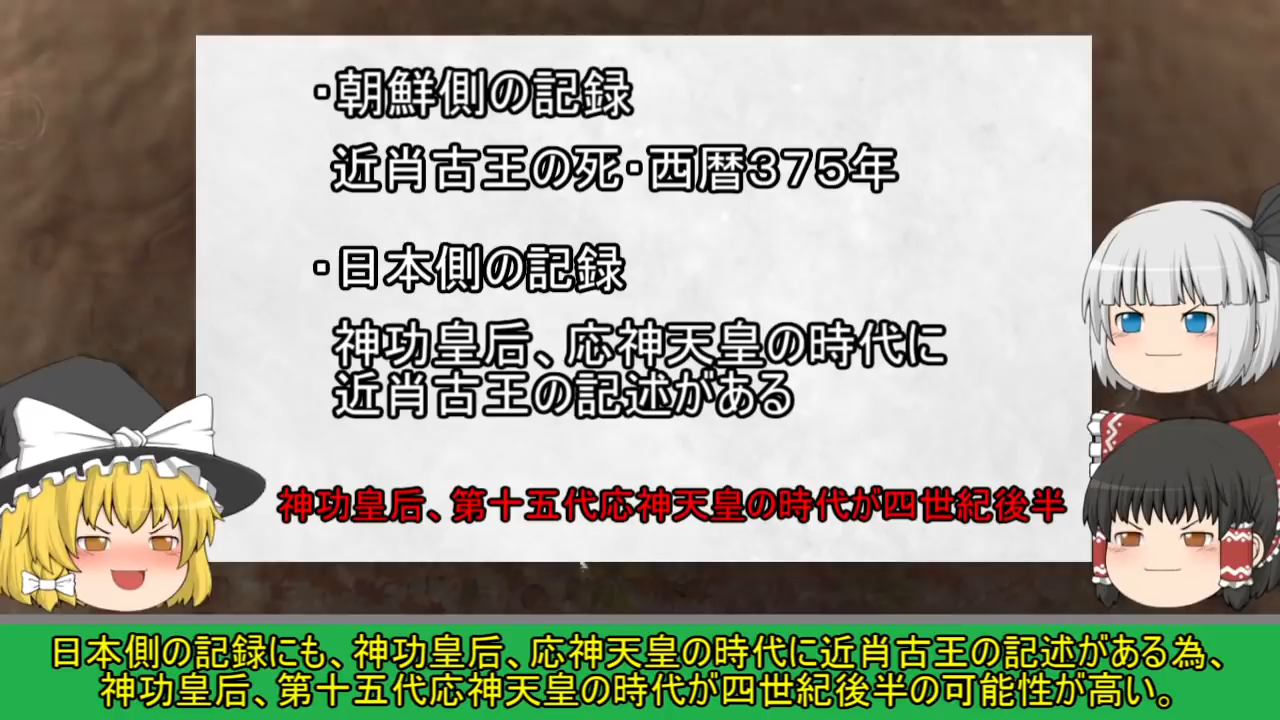 ・朝鮮側の記録
近肖古王の死・西暦375年
・日本側の記録
神功皇后、応神天皇の時代に
近肖古王の記述がある
神功皇后、第十五代応神天皇の時代が四世紀後半
日本側の記録にも、神功皇后、応神天皇の時代に近肖古王の記述がある為、
神功皇后、第十五代応神天皇の時代が四世紀後半の可能性が高い。